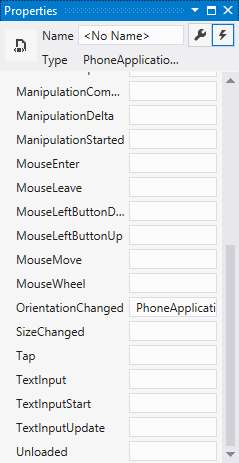 Properties
Name <No Name>
Type PhoneApplicatio...
ManipulationCom...
ManipulationDelta
ManipulationStarted
MouseEnter
MouseLeave
MouseLeftButtonD...
MouseLeftButtonUp
MouseMove
MouseWheel
OrientationChanged PhoneApplicati
SizeChanged
Tap
TextInput
TextInputStart
TextInputUpdate
Unloaded